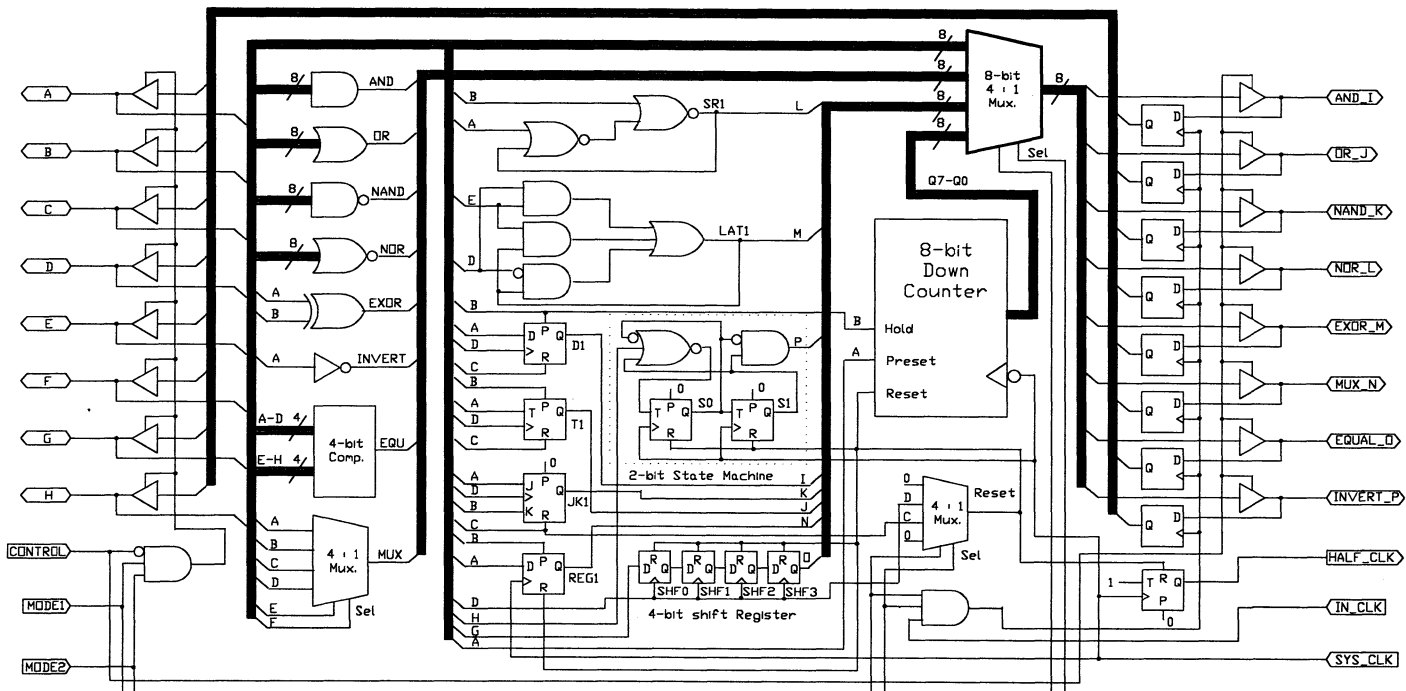 A
B
C
D
E
F
G
H
CONTROL
MODE1
MODE2
8
AND
8
OR
8
NAND
8
NOR
A
B
EXOR
A
INVERT
A-D 4
E-H 4
4-bit
Comp.
EQU
A
B
C
D
E
F
4 : 1
Mux.
MUX
Sel
B
A
SR1
L
E
D
LAT1
M
B
A
D
C
D P Q
R
D1
B
A
D
C
T P Q
R
T1
A
D
B
C
0
J P Q
K R
JK1
B
A
D P Q
R
REG1
D
H
G
A
P
0
T P Q
R
S0
0
T P Q
R
S1
2-bit State Machine
I
K
J
N
O
D R Q
D R Q
D R Q
D R Q
SHF0
SHF1
SHF2
SHF3
4-bit shift Register
8
8
8
8
8-bit
4 : 1
Mux.
8
Sel
Q7-Q0
8-bit
Down
Counter
B
Hold
A
Preset
Reset
0
D
C
0
4 : 1
Mux.
Reset
Sel
1
T R Q
P
0
Q D
Q D
Q D
Q D
Q D
Q D
Q D
Q D
AND_I
OR_J
NAND_K
NOR_L
EXOR_M
MUX_N
EQUAL_O
INVERT_P
HALF_CLK
IN_CLK
SYS_CLK